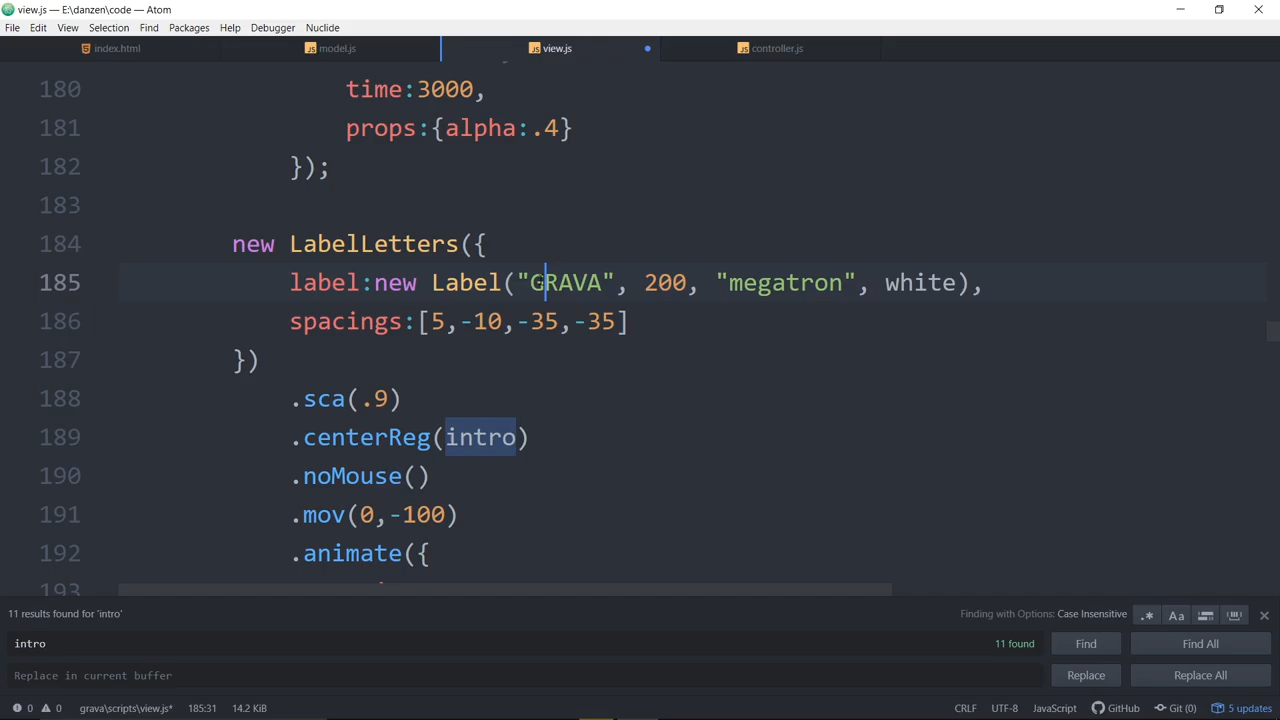 view.js — E:\danzen\code — Atom
File Edit View Selection Find Packages Help Debugger Nuclide
index.html model.js view.js controller.js
180 time:3000,
181 props:{alpha:.4}
182 });
183
184 new LabelLetters({
185 label:new Label("GRAVA", 200, "megatron", white),
186 spacings:[5,-10,-35,-35]
187 })
188 .sca(.9)
189 .centerReg(intro)
190 .noMouse()
191 .mov(0,-100)
192 .animate({
193
11 results found for 'intro' Finding with Options: Case Insensitive .* Aa
intro 11 found Find Find All
Replace in current buffer Replace Replace All
0 0 grava\scripts\view.js* 185:31 14.2 KiB CRLF UTF-8 JavaScript GitHub Git (0) 5 updates